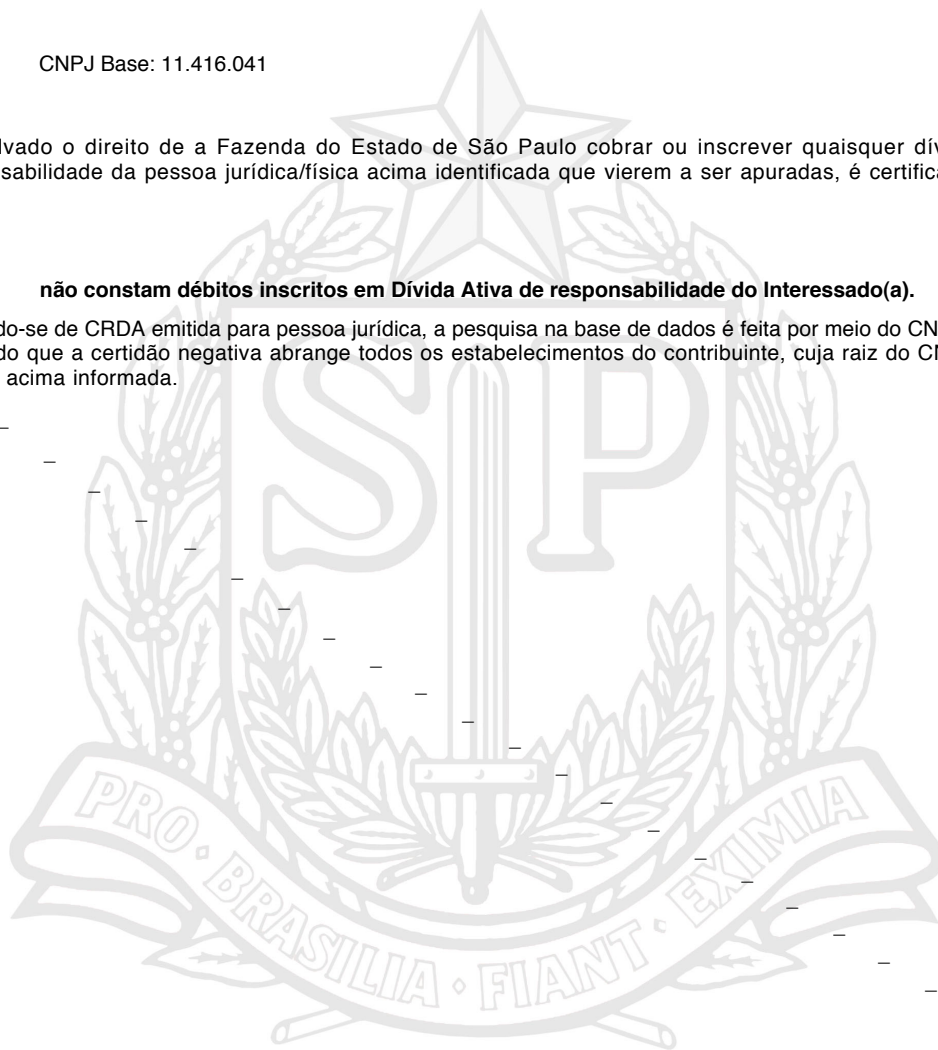 CNPJ Base: 11.416.041
lvado o direito de a Fazenda do Estado de São Paulo cobrar ou inscrever quaisquer dív
sabilidade da pessoa jurídica/física acima identificada que vierem a ser apuradas, é certifica
não constam débitos inscritos em Dívida Ativa de responsabilidade do Interessado(a).
do-se de CRDA emitida para pessoa jurídica, a pesquisa na base de dados é feita por meio do CN
do que a certidão negativa abrange todos os estabelecimentos do contribuinte, cuja raiz do CN
acima informada.
SP
PRO · BRASILIA · FIANT · EXIMIA